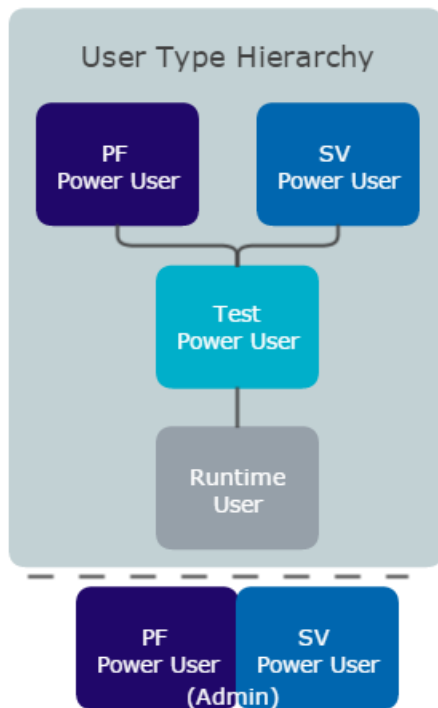 User Type Hierarchy
PF
Power User
SV
Power User
Test
Power User
Runtime
User
PF
Power User
SV
Power User
(Admin)